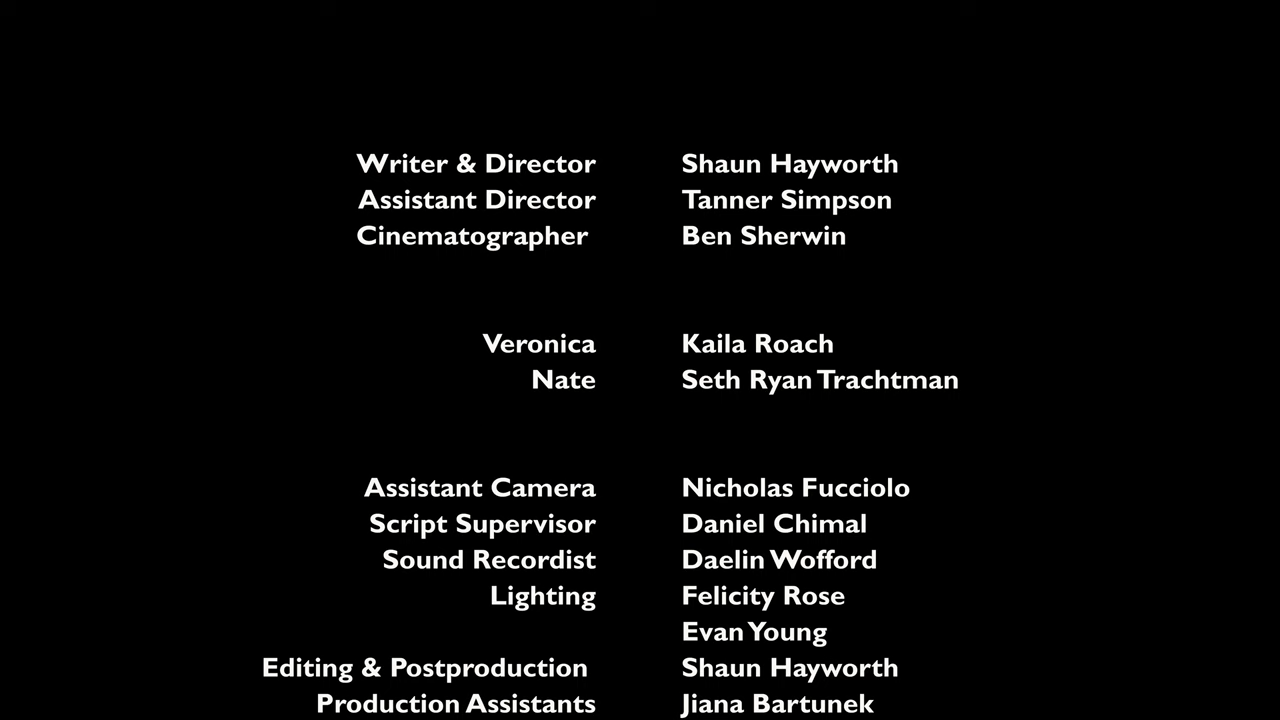 Writer & Director Shaun Hayworth
Assistant Director Tanner Simpson
Cinematographer Ben Sherwin
Veronica Kaila Roach
Nate Seth Ryan Trachtman
Assistant Camera Nicholas Fucciolo
Script Supervisor Daniel Chimal
Sound Recordist Daelin Wofford
Lighting Felicity Rose
Evan Young
Editing & Postproduction Shaun Hayworth
Production Assistants Jiana Bartunek